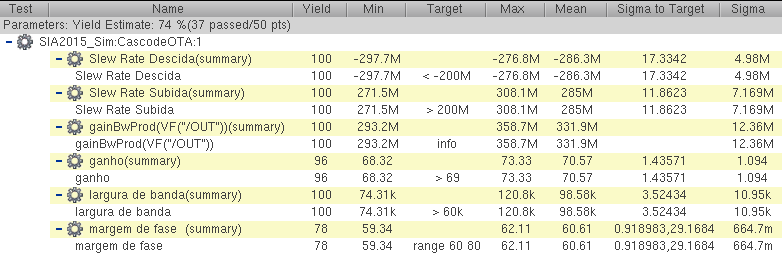 Test Name Yield Min Target Max Mean Sigma to Target Sigma
Parameters: Yield Estimate: 74 %(37 passed/50 pts)
SIA2015_Sim:CascodeOTA:1
Slew Rate Descida(summary) 100 -297.7M -276.8M -286.3M 17.3342 4.98M
Slew Rate Descida 100 -297.7M < -200M -276.8M -286.3M 17.3342 4.98M
Slew Rate Subida(summary) 100 271.5M 308.1M 285M 11.8623 7.169M
Slew Rate Subida 100 271.5M > 200M 308.1M 285M 11.8623 7.169M
gainBwProd(VF("/OUT"))(summary) 100 293.2M 358.7M 331.9M 12.36M
gainBwProd(VF("/OUT")) 100 293.2M info 358.7M 331.9M 12.36M
ganho(summary) 96 68.32 73.33 70.57 1.43571 1.094
ganho 96 68.32 > 69 73.33 70.57 1.43571 1.094
largura de banda(summary) 100 74.31k 120.8k 98.58k 3.52434 10.95k
largura de banda 100 74.31k > 60k 120.8k 98.58k 3.52434 10.95k
margem de fase (summary) 78 59.34 62.11 60.61 0.918983,29.1684 664.7m
margem de fase 78 59.34 range 60 80 62.11 60.61 0.918983,29.1684 664.7m